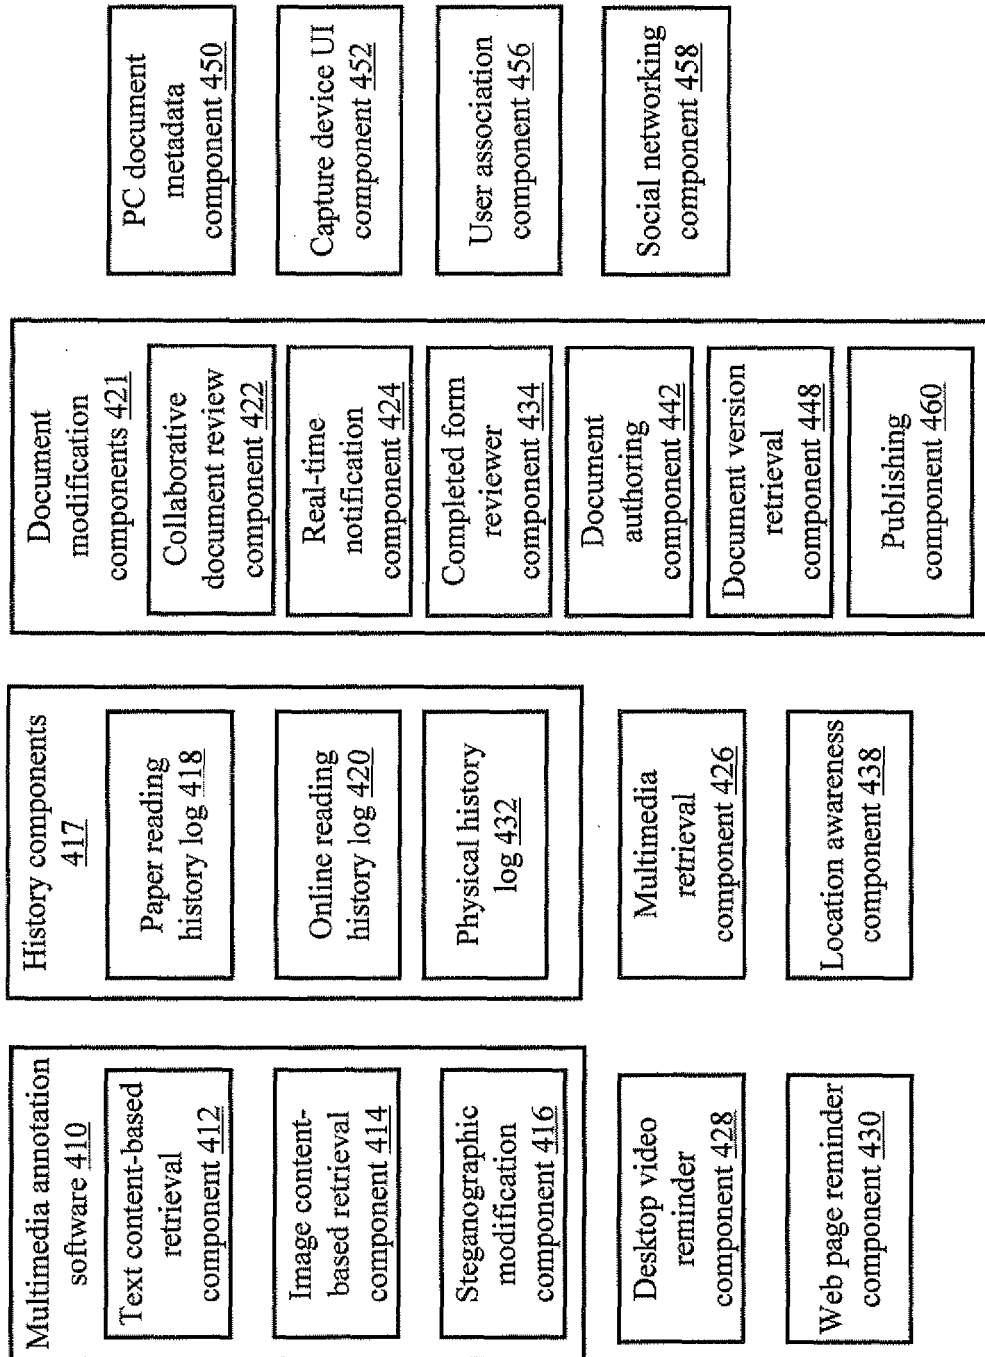 Multimedia annotation
software 410
Text content-based
retrieval
component 412
Image content-
based retrieval
component 414
Steganographic
modification
component 416
Desktop video
reminder
component 428
Web page reminder
component 430
History components
417
Paper reading
history log 418
Online reading
history log 420
Physical history
log 432
Multimedia
retrieval
component 426
Location awareness
component 438
Document
modification
components 421
Collaborative
document review
component 422
Real-time
notification
component 424
Completed form
reviewer
component 434
Document
authoring
component 442
Document version
retrieval
component 448
Publishing
component 460
PC document
metadata
component 450
Capture device UI
component 452
User association
component 456
Social networking
component 458